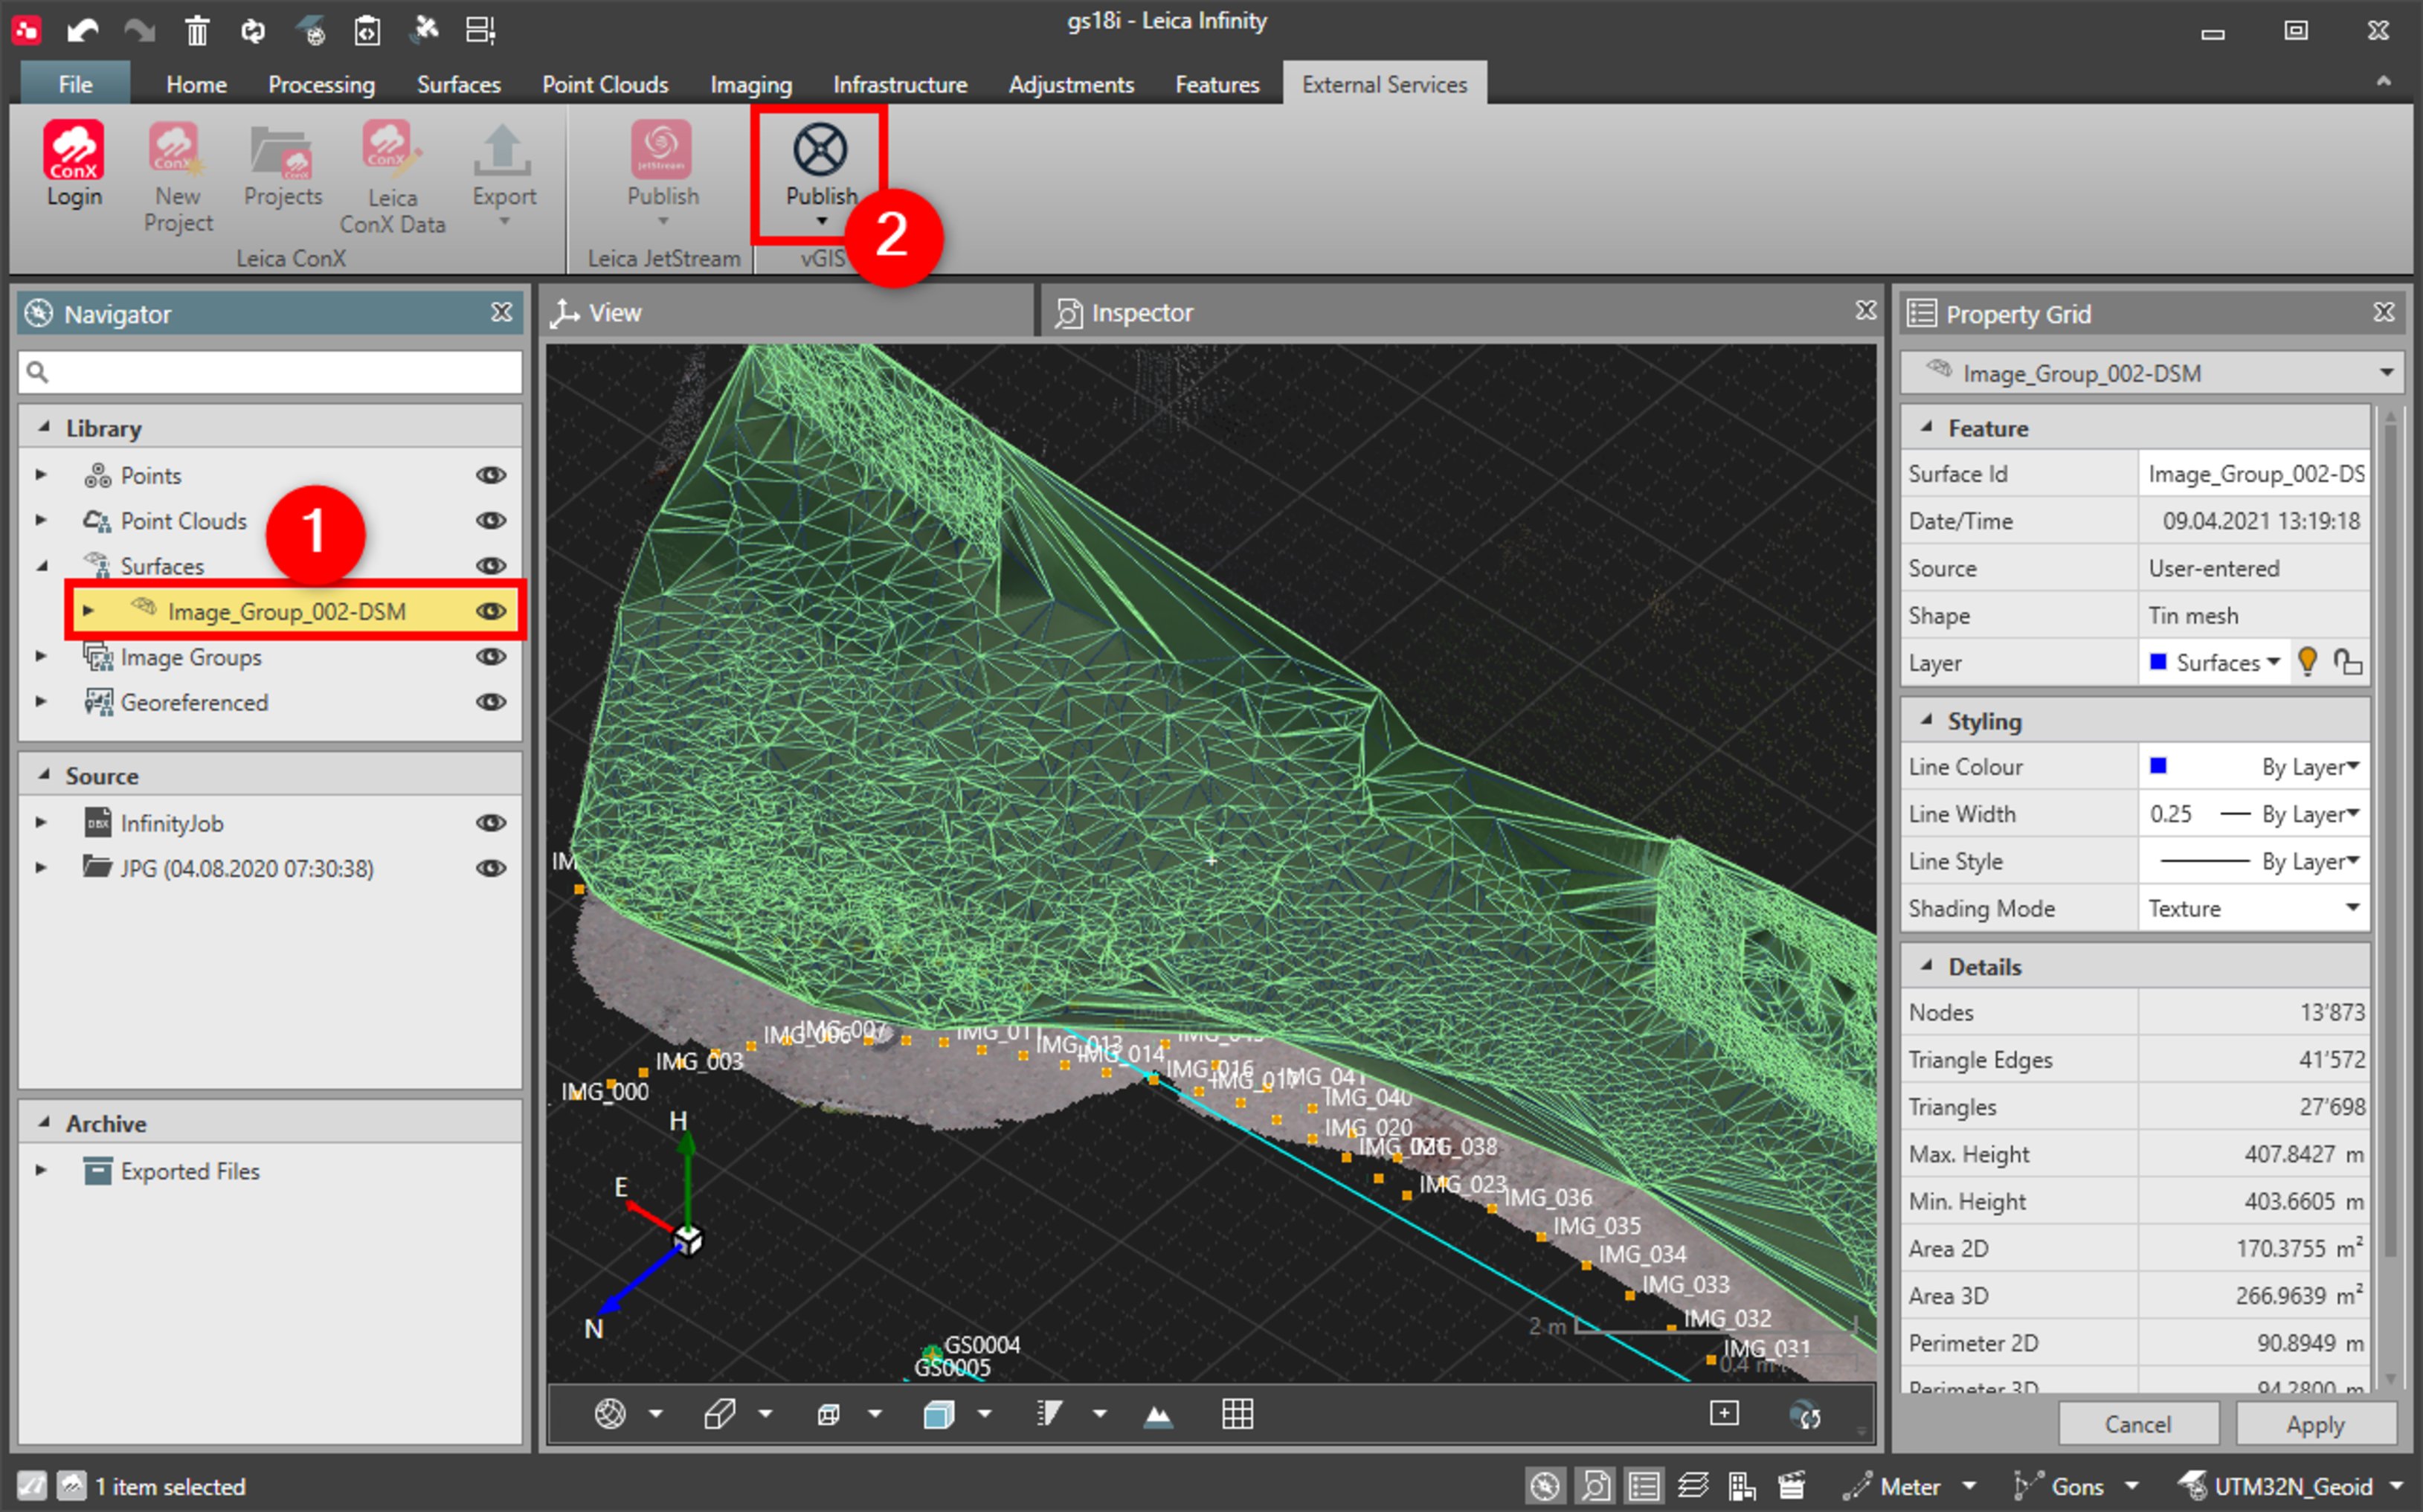 gs18i - Leica Infinity
File Home Processing Surfaces Point Clouds Imaging Infrastructure Adjustments Features External Services
ConX
Login
ConX
New
Project
Projects
ConX
Leica
ConX Data
Export
Leica ConX
JetStream
Publish
Leica JetStream
Publish
vGIS
2
Navigator
Library
Points
Point Clouds
1
Surfaces
Image_Group_002-DSM
Image Groups
Georeferenced
Source
DBX InfinityJob
JPG (04.08.2020 07:30:38)
Archive
Exported Files
View
Inspector
IM
IMG_006
IMG_007
IMG_011
IMG_013
IMG_014
IMG_003
IMG_016
IMG_017
IMG_041
IMG_000
IMG_040
IMG_020
IMG_038
IMG_023
IMG_036
IMG_035
IMG_034
IMG_033
IMG_032
IMG_031
H
E
N
2 m
0.4 m
GS0004
GS0005
Property Grid
Image_Group_002-DSM
Feature
Surface Id Image_Group_002-DS
Date/Time 09.04.2021 13:19:18
Source User-entered
Shape Tin mesh
Layer Surfaces
Styling
Line Colour By Layer
Line Width 0.25 By Layer
Line Style By Layer
Shading Mode Texture
Details
Nodes 13'873
Triangle Edges 41'572
Triangles 27'698
Max. Height 407.8427 m
Min. Height 403.6605 m
Area 2D 170.3755 m²
Area 3D 266.9639 m²
Perimeter 2D 90.8949 m
Perimeter 3D 94.2800 m
Cancel Apply
1 item selected
Meter Gons UTM32N_Geoid